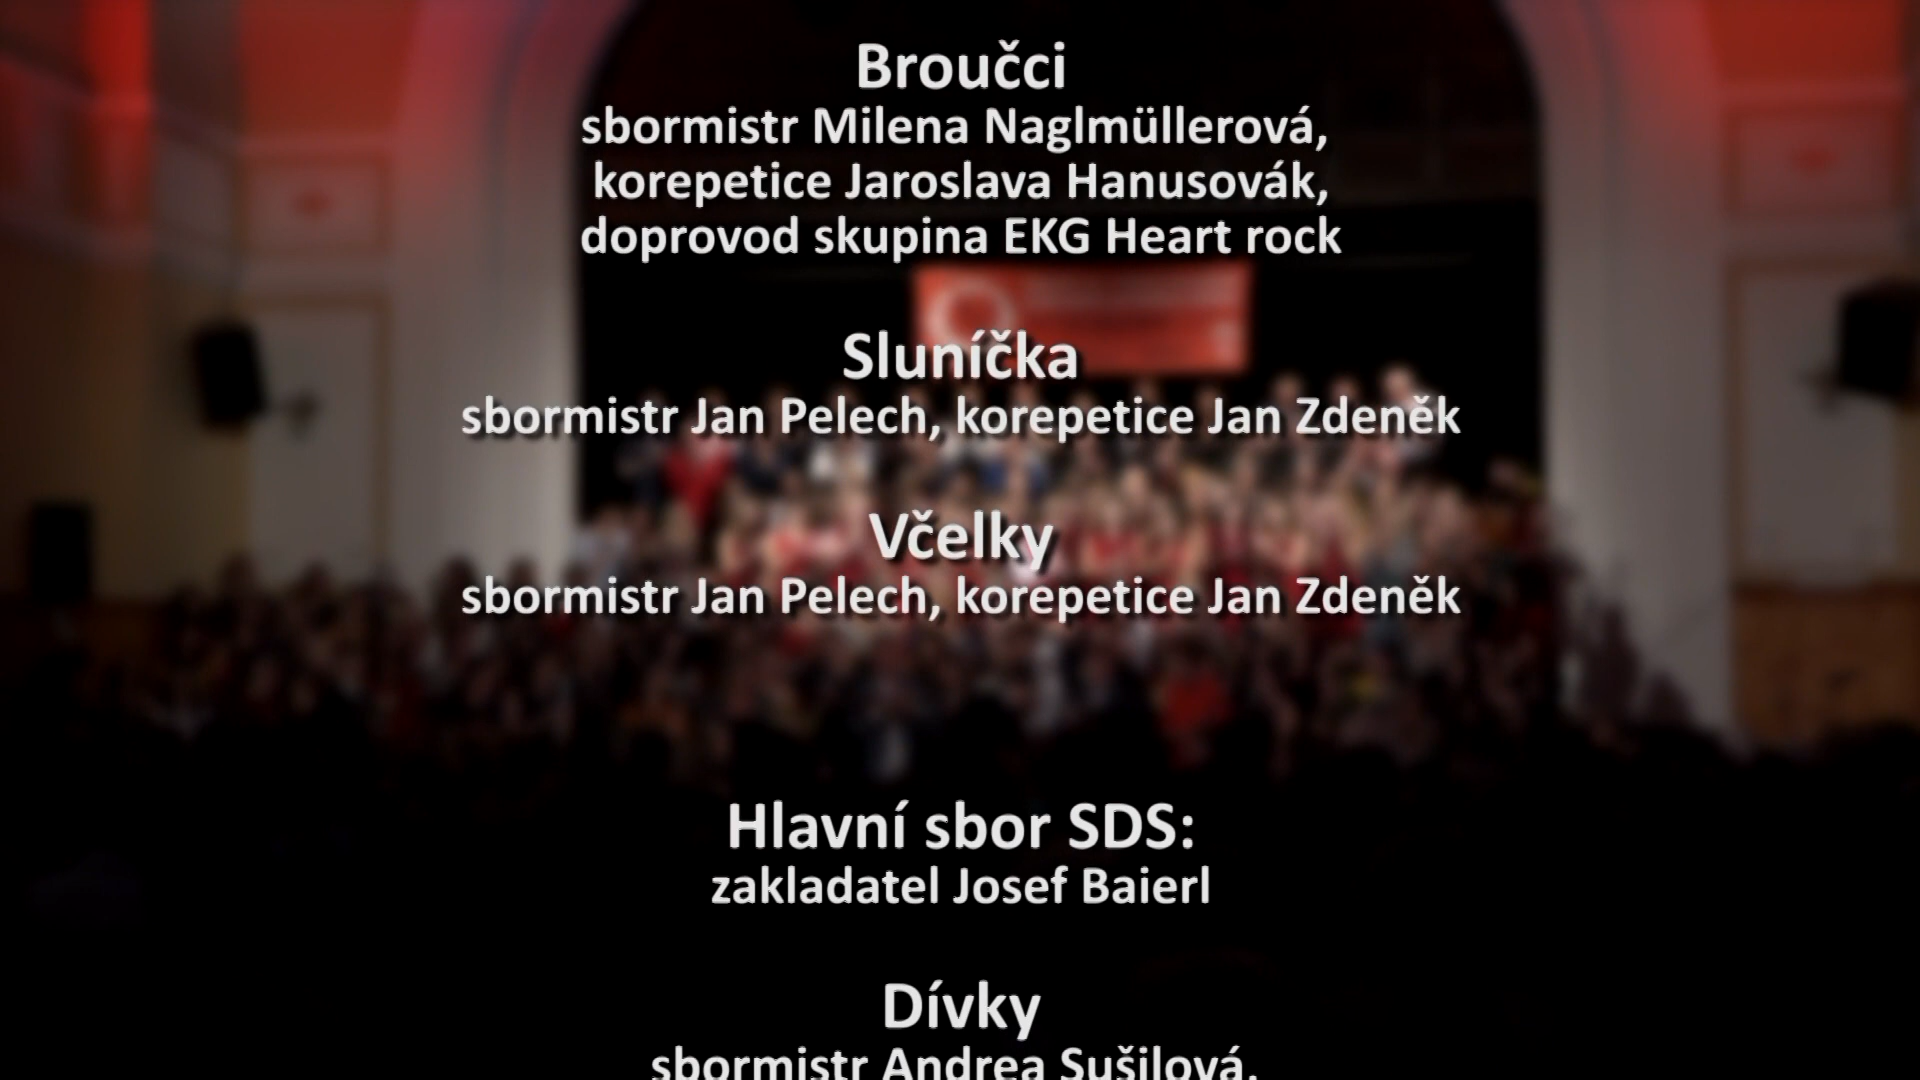 Broučci
sbormistr Milena Naglmüllerová,
korepetice Jaroslava Hanusovák,
doprovod skupina EKG Heart rock
Sluníčka
sbormistr Jan Pelech, korepetice Jan Zdeněk
Včelky
sbormistr Jan Pelech, korepetice Jan Zdeněk
Hlavní sbor SDS:
zakladatel Josef Baierl
Dívky
sbormistr Andrea Sušilová,